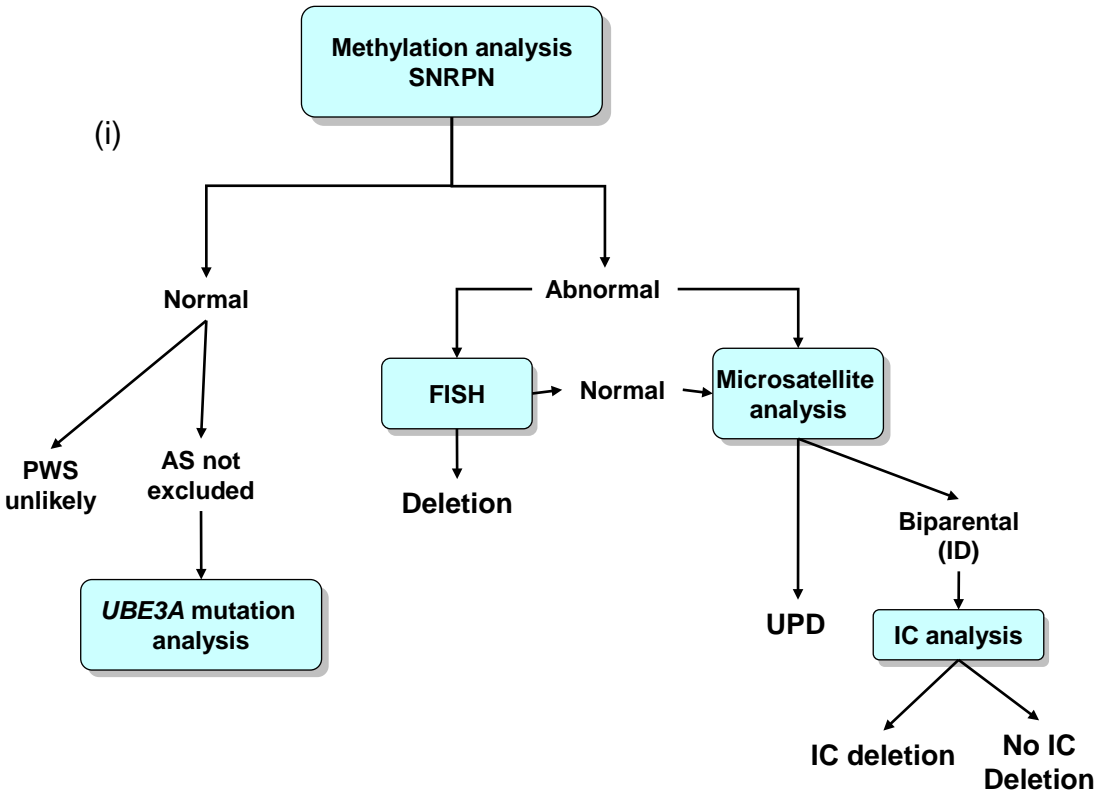 Methylation analysis
SNRPN
(i)
Normal
Abnormal
FISH
Normal
Microsatellite
analysis
PWS
unlikely
AS not
excluded
Deletion
Biparental
(ID)
UBE3A mutation
analysis
UPD
IC analysis
IC deletion
No IC
Deletion